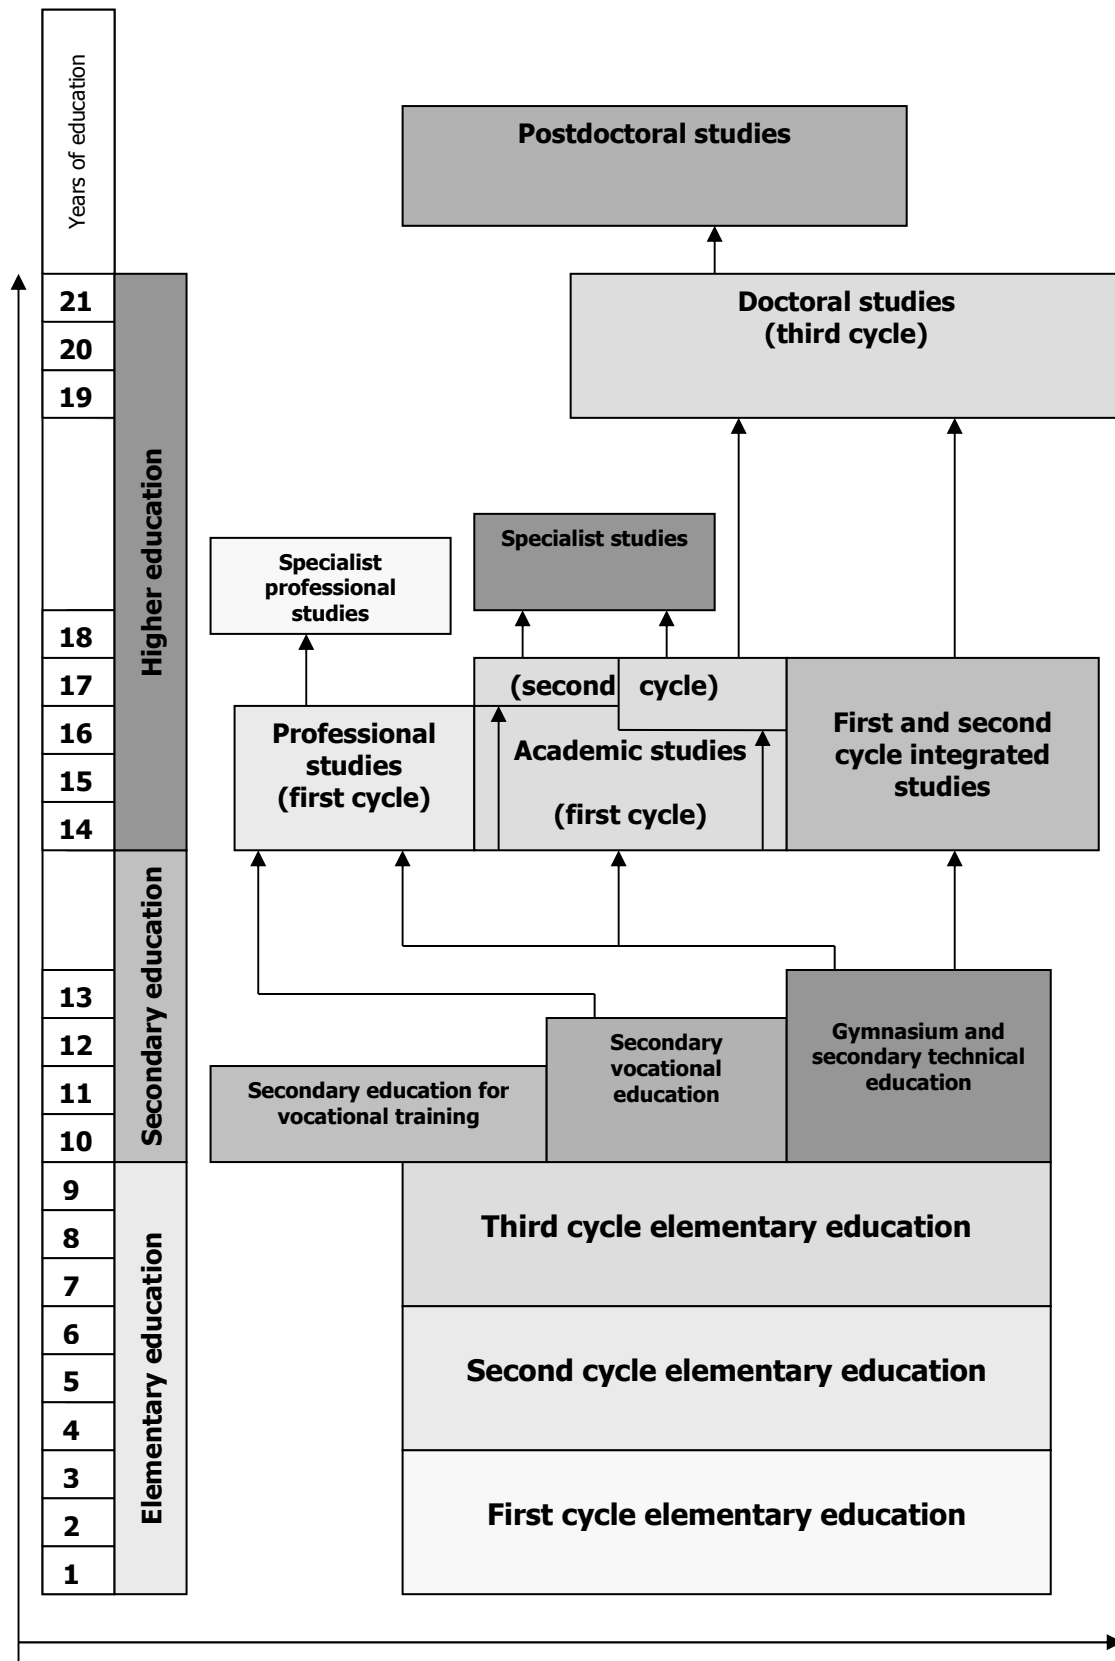 Years of education
Postdoctoral studies
21
20
19
18
17
16
15
14
13
12
11
10
9
8
7
6
5
4
3
2
1
Higher education
Secondary education
Elementary education
Doctoral studies
(third cycle)
Specialist studies
Specialist
professional
studies
(second cycle)
Professional
studies
(first cycle)
Academic studies
(first cycle)
First and second
cycle integrated
studies
Gymnasium and
secondary technical
education
Secondary
vocational
education
Secondary education for
vocational training
Third cycle elementary education
Second cycle elementary education
First cycle elementary education